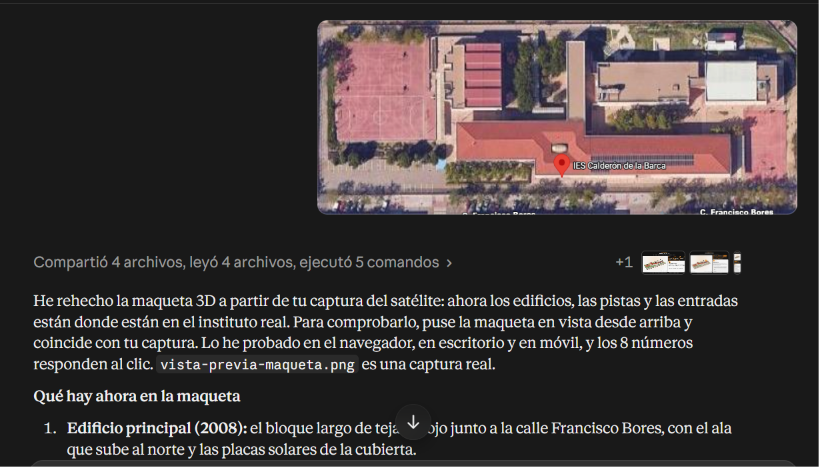 IES Calderón de la Barca
C. Francisco Bores
C. Francisco Bores
Compartió 4 archivos, leyó 4 archivos, ejecutó 5 comandos >
+1
He rehecho la maqueta 3D a partir de tu captura del satélite: ahora los edificios, las pistas y las entradas
están donde están en el instituto real. Para comprobarlo, puse la maqueta en vista desde arriba y
coincide con tu captura. Lo he probado en el navegador, en escritorio y en móvil, y los 8 números
responden al clic. vista-previa-maqueta.png es una captura real.
Qué hay ahora en la maqueta
1. Edificio principal (2008): el bloque largo de teja junto a la calle Francisco Bores, con el ala
que sube al norte y las placas solares de la cubierta.